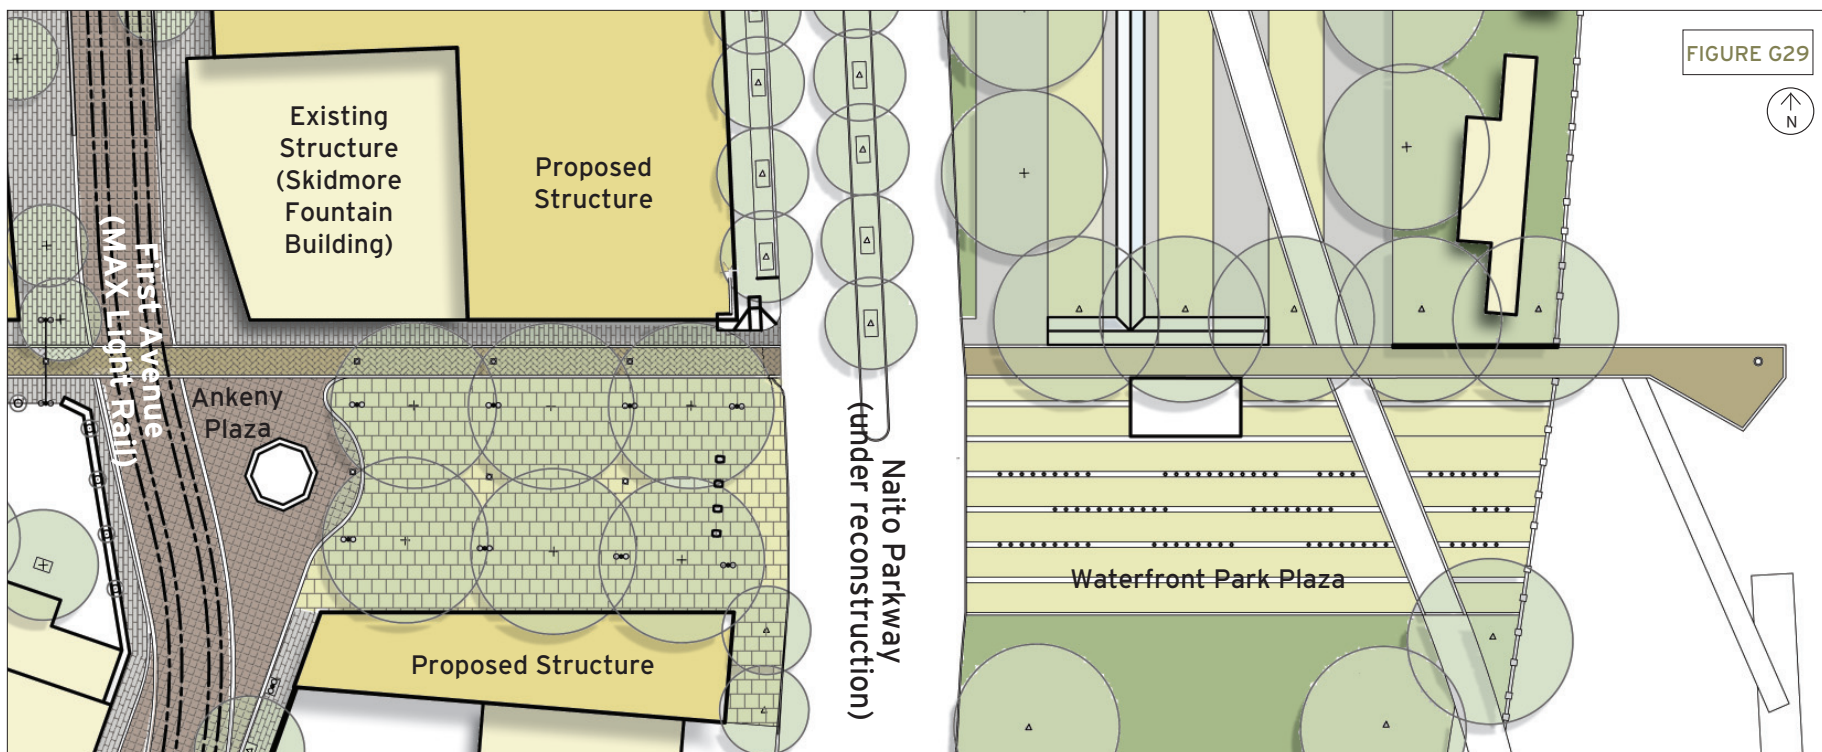 FIGURE G29
N
Existing
Structure
(Skidmore
Fountain
Building)
Proposed
Structure
First Avenue
(MAX Light Rail)
Ankeny
Plaza
Naito Parkway
(under reconstruction)
Waterfront Park Plaza
Proposed Structure